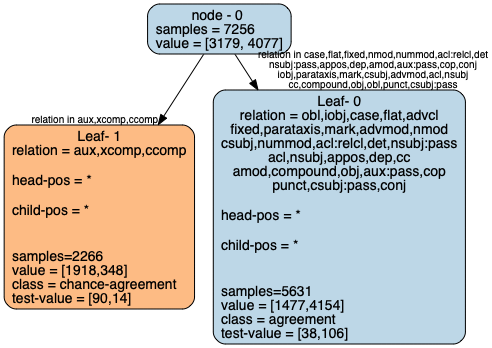 node - 0
samples = 7256
value = [3179, 4077]
relation in case,flat,fixed,nmod,nummod,acl:relcl,det
nsubj:pass,appos,dep,amod,aux:pass,cop,conj
iobj,parataxis,mark,csubj,advmod,acl,nsubj
cc,compound,obj,obl,punct,csubj:pass
relation in aux,xcomp,ccomp
Leaf- 1
relation = aux,xcomp,ccomp
head-pos = *
child-pos = *
samples=2266
value = [1918,348]
class = chance-agreement
test-value = [90,14]
Leaf- 0
relation = obl,iobj,case,flat,advcl
fixed,parataxis,mark,advmod,nmod
csubj,nummod,acl:relcl,det,nsubj:pass
acl,nsubj,appos,dep,cc
amod,compound,obj,aux:pass,cop
punct,csubj:pass,conj
head-pos = *
child-pos = *
samples=5631
value = [1477,4154]
class = agreement
test-value = [38,106]